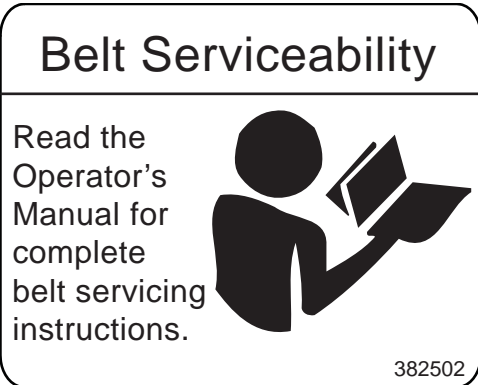 Belt Serviceability
Read the
Operator’s
Manual for
complete
belt servicing
instructions.
382502